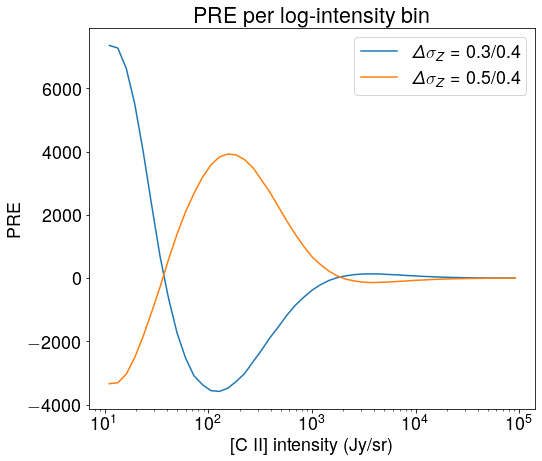 PRE per log-intensity bin
Δσ_Z = 0.3/0.4
Δσ_Z = 0.5/0.4
PRE
6000
4000
2000
0
−2000
−4000
10^1
10^2
10^3
10^4
10^5
[C II] intensity (Jy/sr)